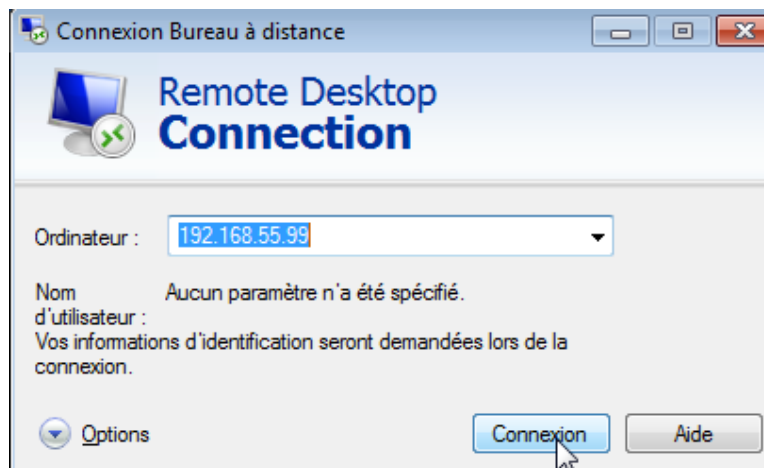 Connexion Bureau à distance
Remote Desktop
Connection
Ordinateur :
192.168.55.99
Nom
d'utilisateur :
Aucun paramètre n'a été spécifié.
Vos informations d'identification seront demandées lors de la
connexion.
Options
Connexion
Aide